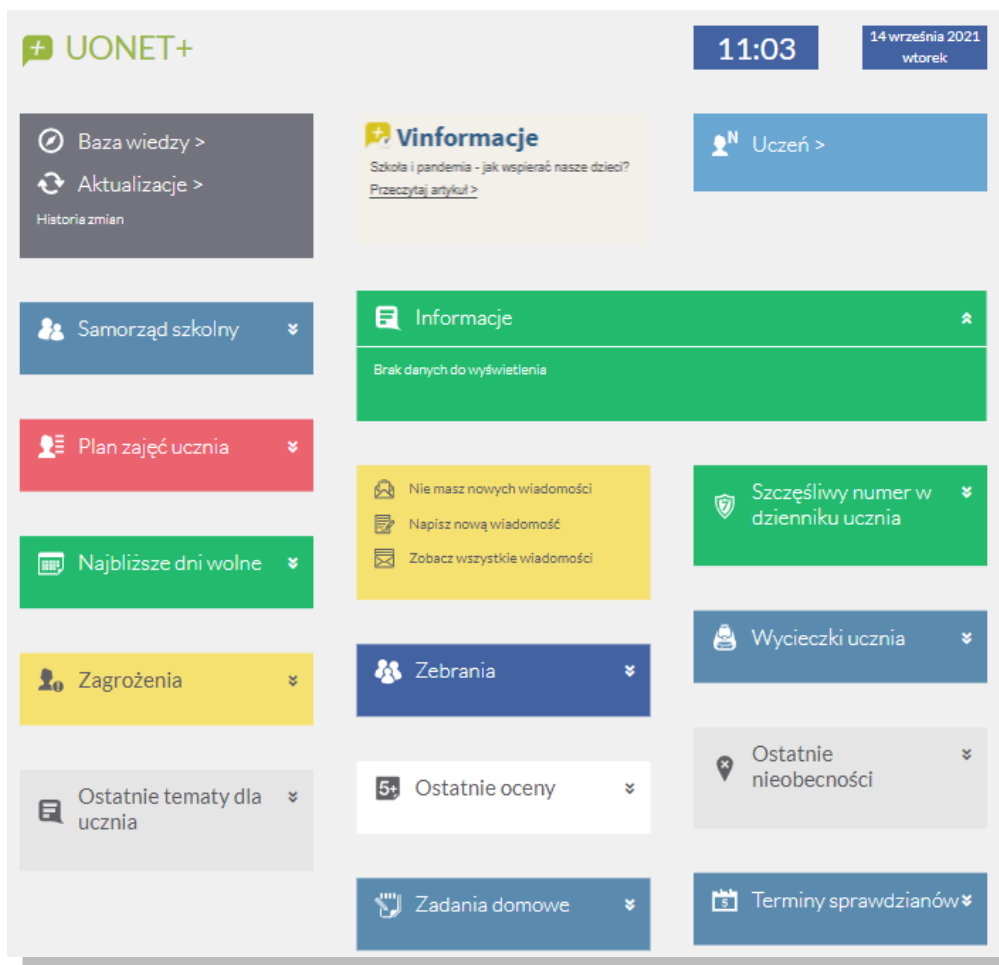 UONET+
11:03
14 września 2021
wtorek
Baza wiedzy >
Aktualizacje >
Historia zmian
Vinformacje
Szkoła i pandemia - jak wspierać nasze dzieci?
Przeczytaj artykuł >
N
Uczeń >
Samorząd szkolny
Informacje
Brak danych do wyświetlenia
Plan zajęć ucznia
Nie masz nowych wiadomości
Napisz nową wiadomość
Zobacz wszystkie wiadomości
7
Szczęśliwy numer w
dzienniku ucznia
Najbliższe dni wolne
Wycieczki ucznia
Zagrożenia
Zebrania
Ostatnie
nieobecności
Ostatnie tematy dla
ucznia
5+
Ostatnie oceny
Zadania domowe
5
Terminy sprawdzianów